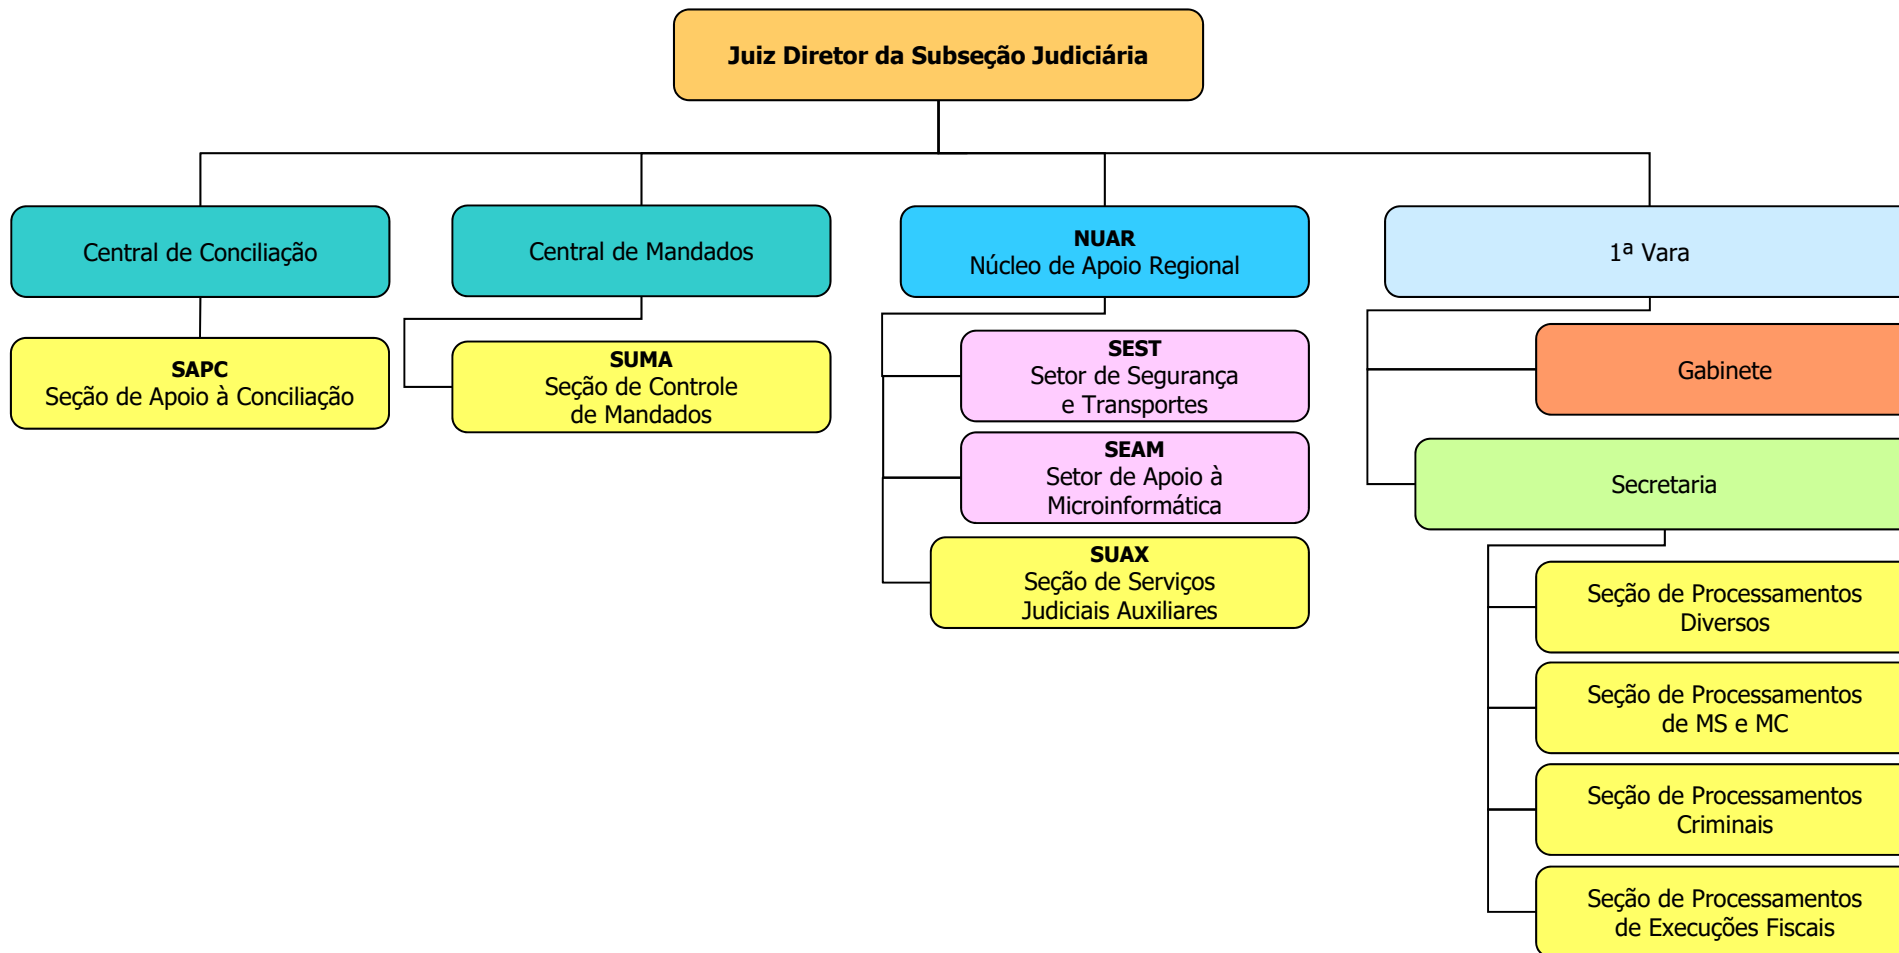 Juiz Diretor da Subseção Judiciária
Central de Conciliação
Central de Mandados
NUAR
Núcleo de Apoio Regional
1ª Vara
SAPC
Seção de Apoio à Conciliação
SUMA
Seção de Controle
de Mandados
SEST
Setor de Segurança
e Transportes
SEAM
Setor de Apoio à
Microinformática
SUAX
Seção de Serviços
Judiciais Auxiliares
Gabinete
Secretaria
Seção de Processamentos
Diversos
Seção de Processamentos
de MS e MC
Seção de Processamentos
Criminais
Seção de Processamentos
de Execuções Fiscais